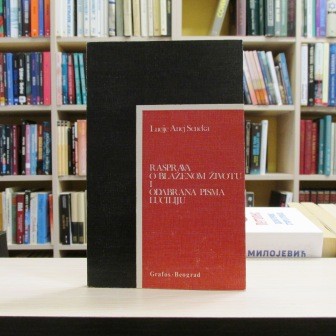 Lucije Anej Seneka
RASPRAVA
O BLAŽENOM ŽIVOTU
I
ODABRANA PISMA
LUCILIJU
Grafos - Beograd
МИЛОЈЕВИЋ